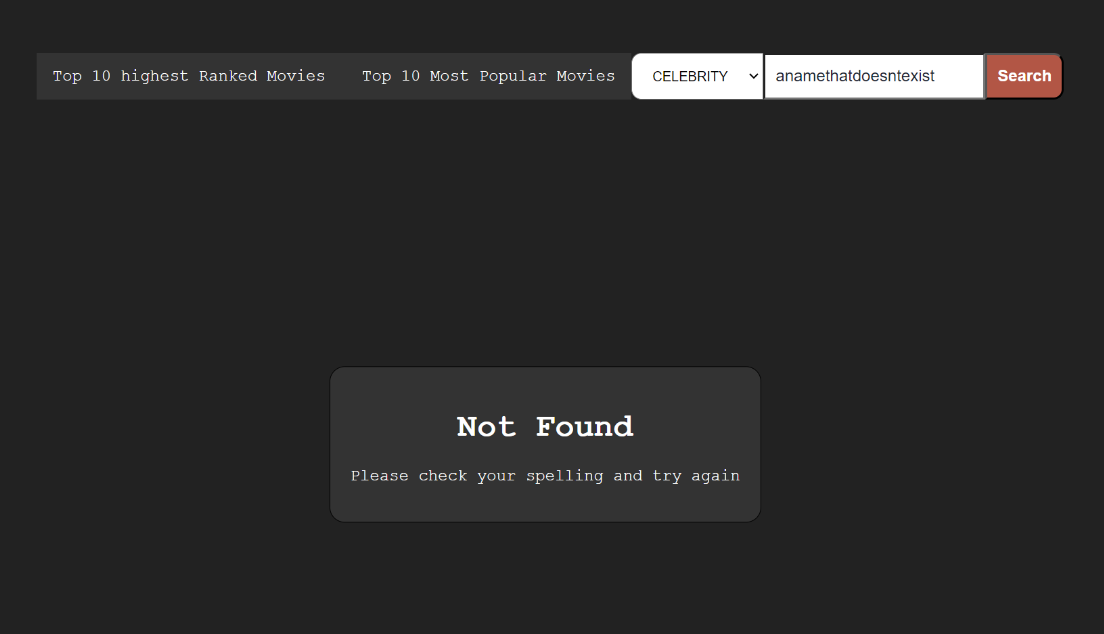 Top 10 highest Ranked Movies Top 10 Most Popular Movies CELEBRITY anamethatdoesntexist Search
Not Found
Please check your spelling and try again